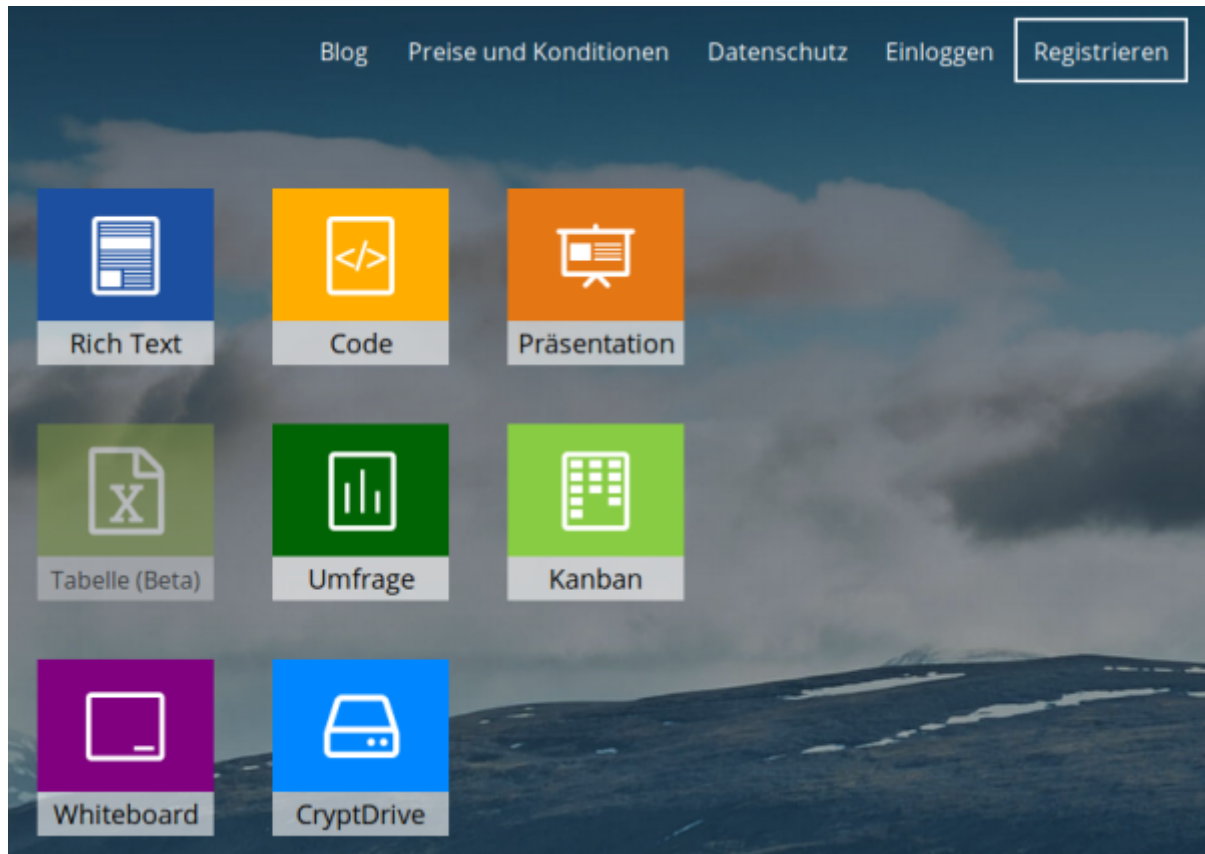 Blog Preise und Konditionen Datenschutz Einloggen Registrieren
</>
Rich Text Code Präsentation
X
Tabelle (Beta) Umfrage Kanban
Whiteboard CryptDrive